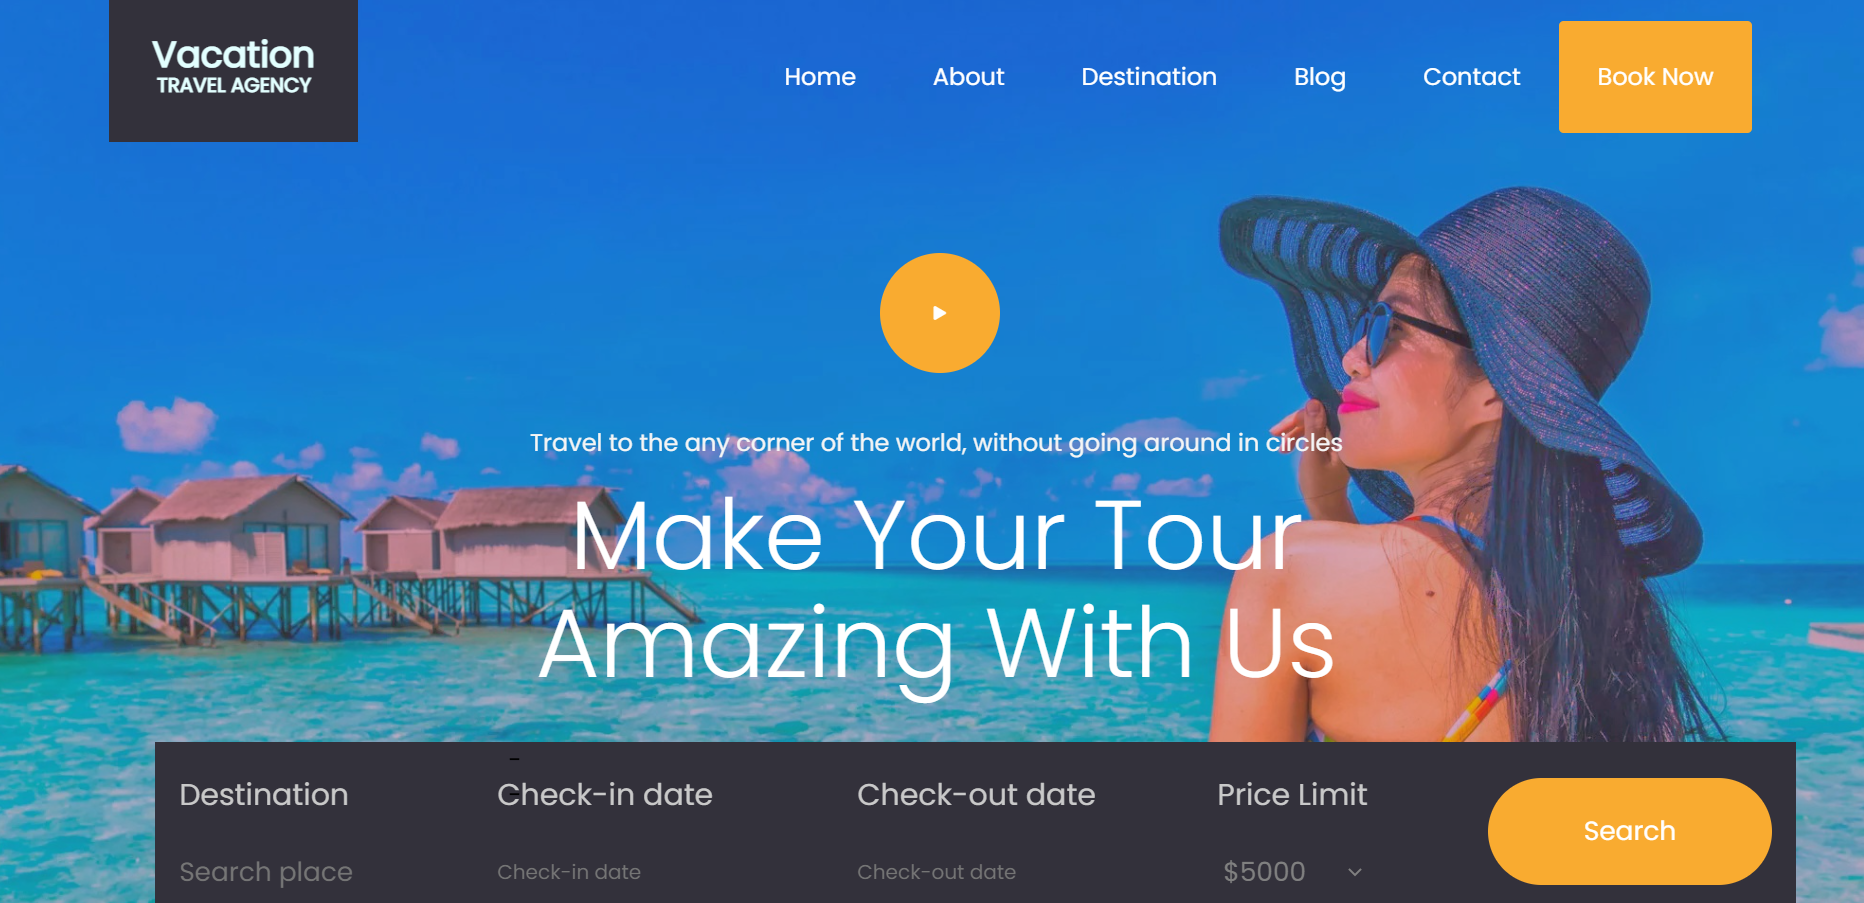 Vacation
TRAVEL AGENCY
Home About Destination Blog Contact Book Now
Travel to the any corner of the world, without going around in circles
Make Your Tour
Amazing With Us
Destination Check-in date Check-out date Price Limit
Search
Search place Check-in date Check-out date $5000